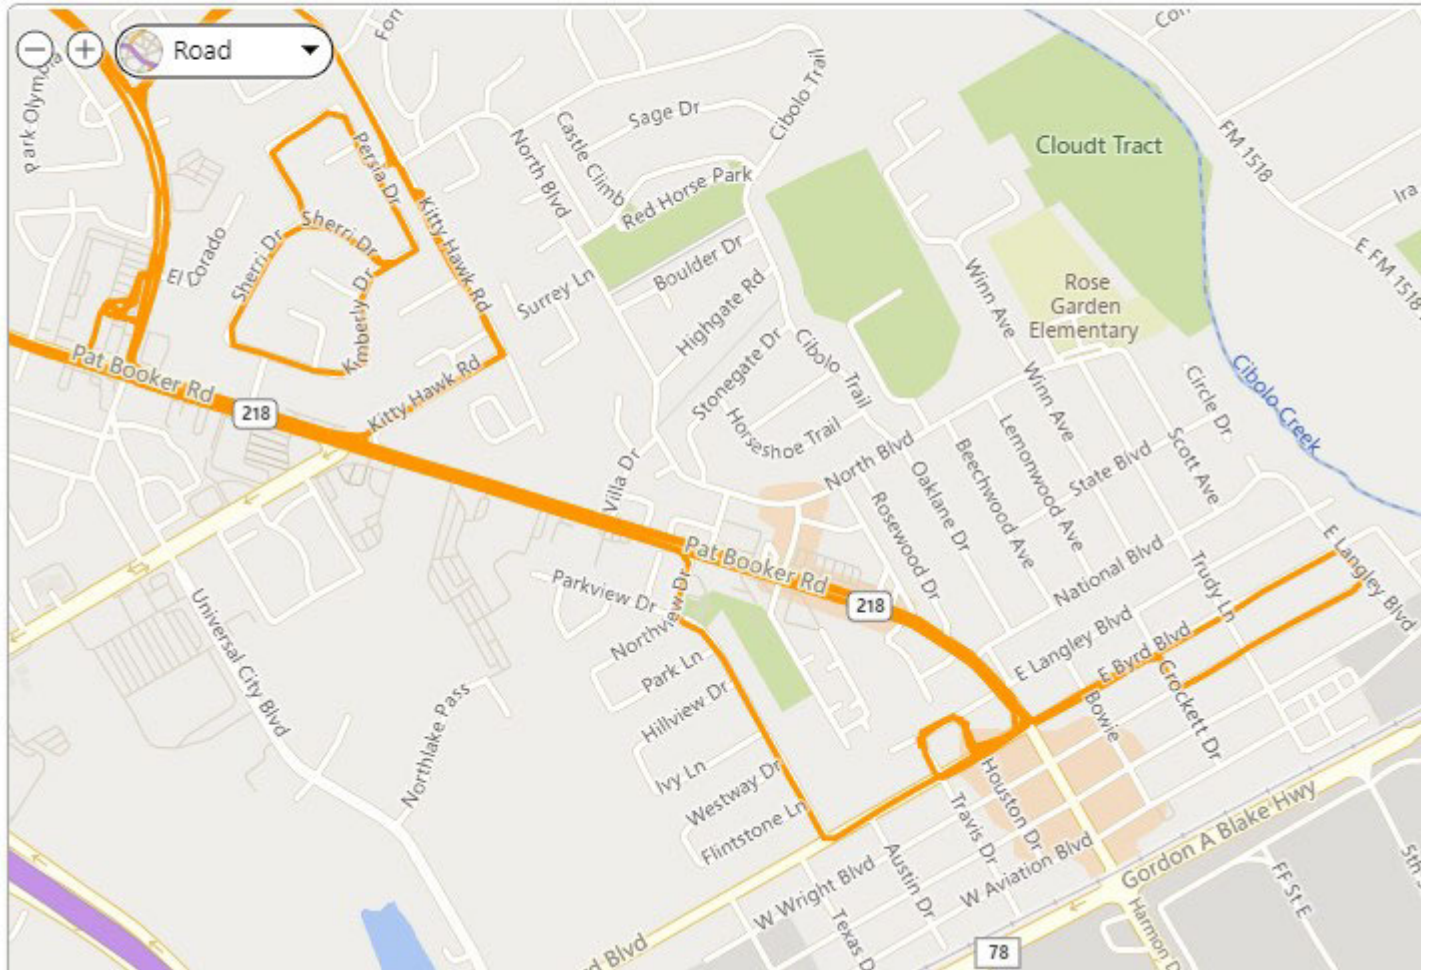 Road
Park Olympia
Fon
Con
Cibolo Trail
Sage Dr
Castle Climb
North Blvd
Persia Dr
Cloudt Tract
FM 1518
Red Horse Park
Ira
Kitty Hawk Rd
Sherri Dr
Sherri Dr
El Dorado
Boulder Dr
E FM 1518
Winn Ave
Rose
Garden
Elementary
Surrey Ln
Kimberly Dr
Highgate Rd
Stonegate Dr
Cibolo Trail
Pat Booker Rd
218
Kitty Hawk Rd
Winn Ave
Circle Dr
Cibolo Creek
Horseshoe Trail
North Blvd
Lemonwood Ave
Scott Ave
State Blvd
Beechwood Ave
Oaklane Dr
Villa Dr
Rosewood Dr
Pat Booker Rd
218
National Blvd
Trudy Ln
E Langley Blvd
Parkview Dr
Northview Dr
Universal City Blvd
E Langley Blvd
E Byrd Blvd
Park Ln
Crockett Dr
Bowie
Hillview Dr
Northlake Pass
Ivy Ln
Westway Dr
Houston Dr
Travis Dr
Flintstone Ln
Gordon A Blake Hwy
Austin Dr
W Wright Blvd
W Aviation Blvd
5th S
FF St E
Texas D
Harmon D
rd Blvd
78